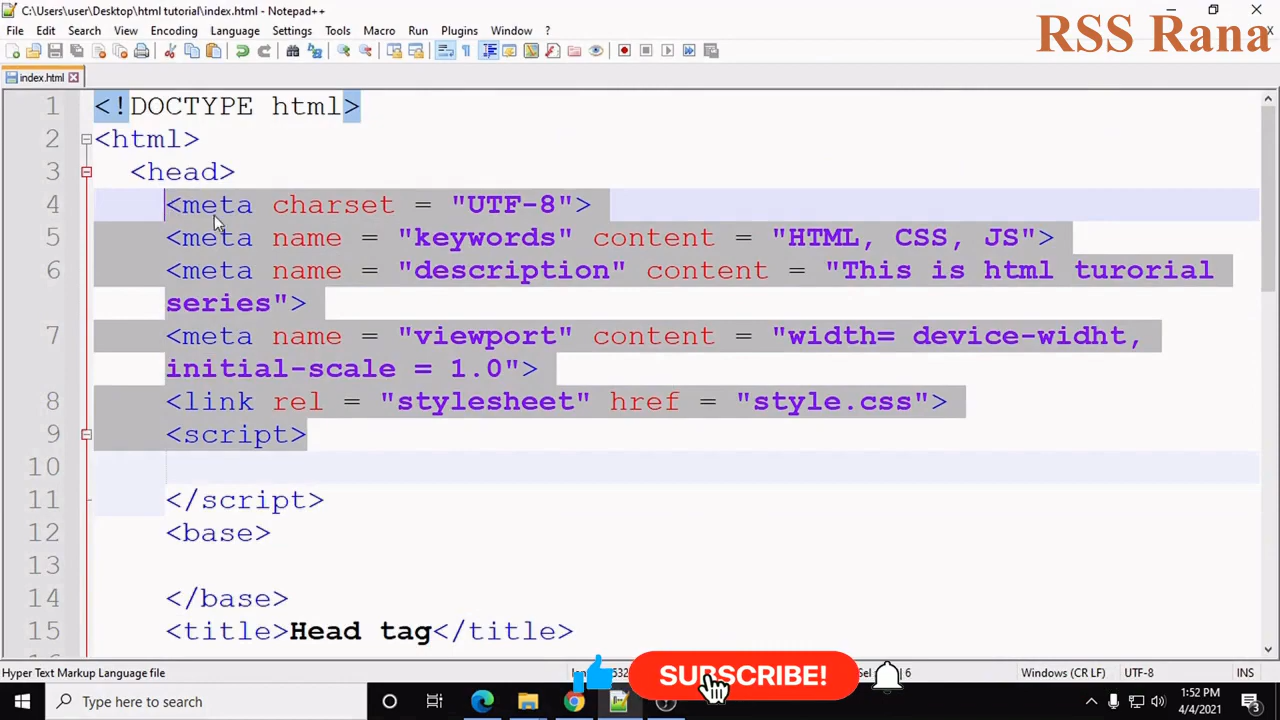 C:\Users\user\Desktop\html tutorial\index.html - Notepad++
RSS Rana
File Edit Search View Encoding Language Settings Tools Macro Run Plugins Window ?
index.html
1 <!DOCTYPE html>
2 <html>
3 <head>
4 <meta charset = "UTF-8">
5 <meta name = "keywords" content = "HTML, CSS, JS">
6 <meta name = "description" content = "This is html turorial
series">
7 <meta name = "viewport" content = "width= device-widht,
initial-scale = 1.0">
8 <link rel = "stylesheet" href = "style.css">
9 <script>
10
11 </script>
12 <base>
13
14 </base>
15 <title>Head tag</title>
Hyper Text Markup Language file
Windows (CR LF) UTF-8 INS
SUBSCRIBE!
Type here to search
1:52 PM
4/4/2021
3